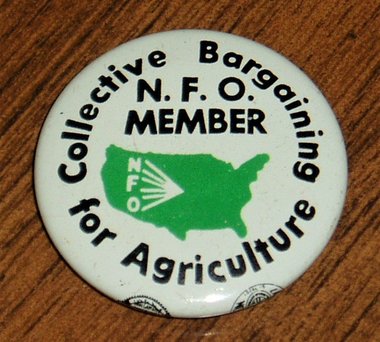 Collective Bargaining
N. F. O.
MEMBER
NFO
for Agriculture